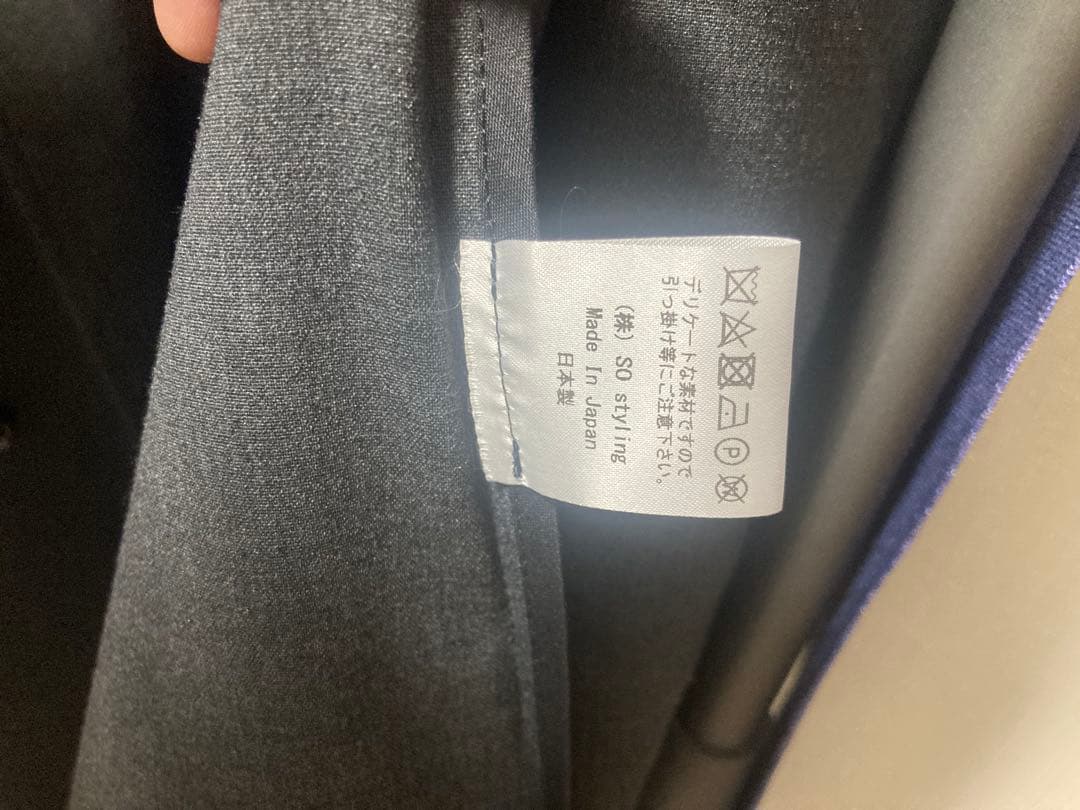 P W
デリケートな素材ですので
引っ掛け等にご注意下さい。
(株) SO styling
Made In Japan
日本製